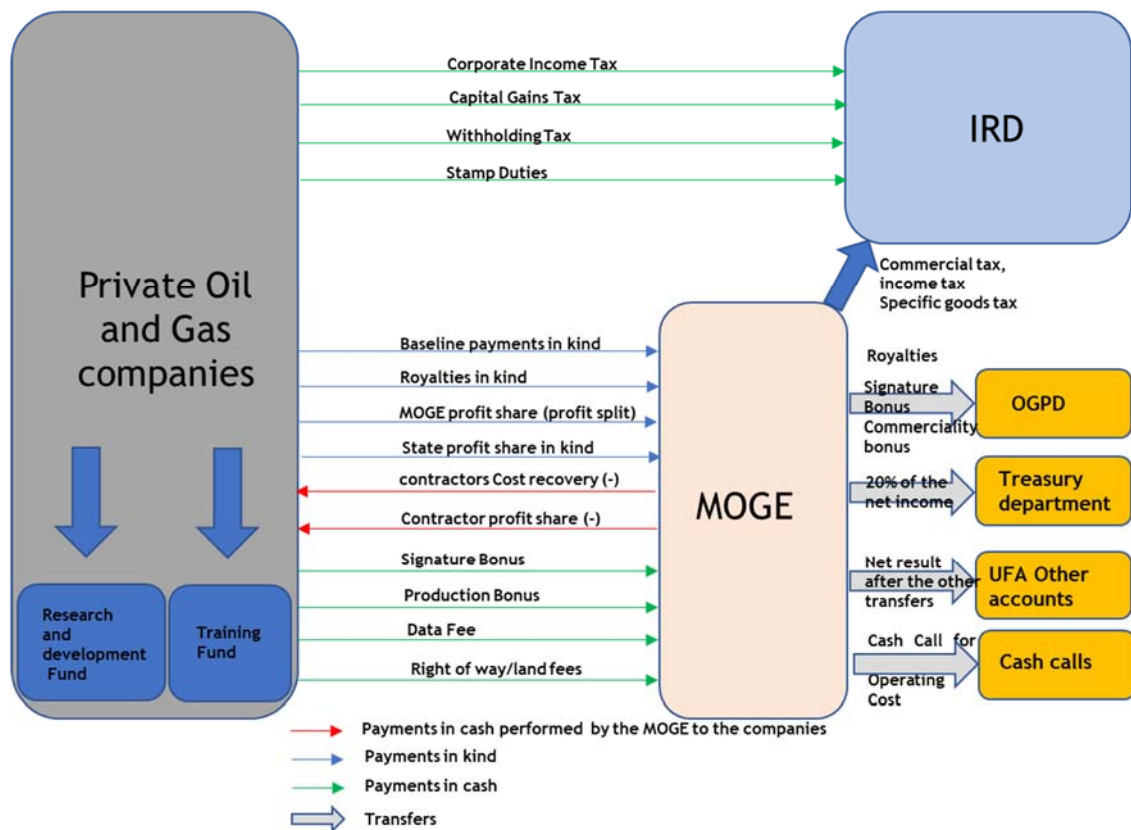 Corporate Income Tax
Capital Gains Tax
Withholding Tax
Stamp Duties
IRD
Private Oil
and Gas
companies
Commercial tax,
income tax
Specific goods tax
Baseline payments in kind
Royalties in kind
MOGE profit share (profit split)
State profit share in kind
contractors Cost recovery (-)
Contractor profit share (-)
Signature Bonus
Production Bonus
Data Fee
Right of way/land fees
MOGE
Royalties
Signature
Bonus
Commerciality
bonus
OGPD
20% of the
net income
Treasury
department
Net result
after the other
transfers
UFA Other
accounts
Cash Call for
Operating
Cost
Cash calls
Research
and
development
Fund
Training
Fund
Payments in cash performed by the MOGE to the companies
Payments in kind
Payments in cash
Transfers